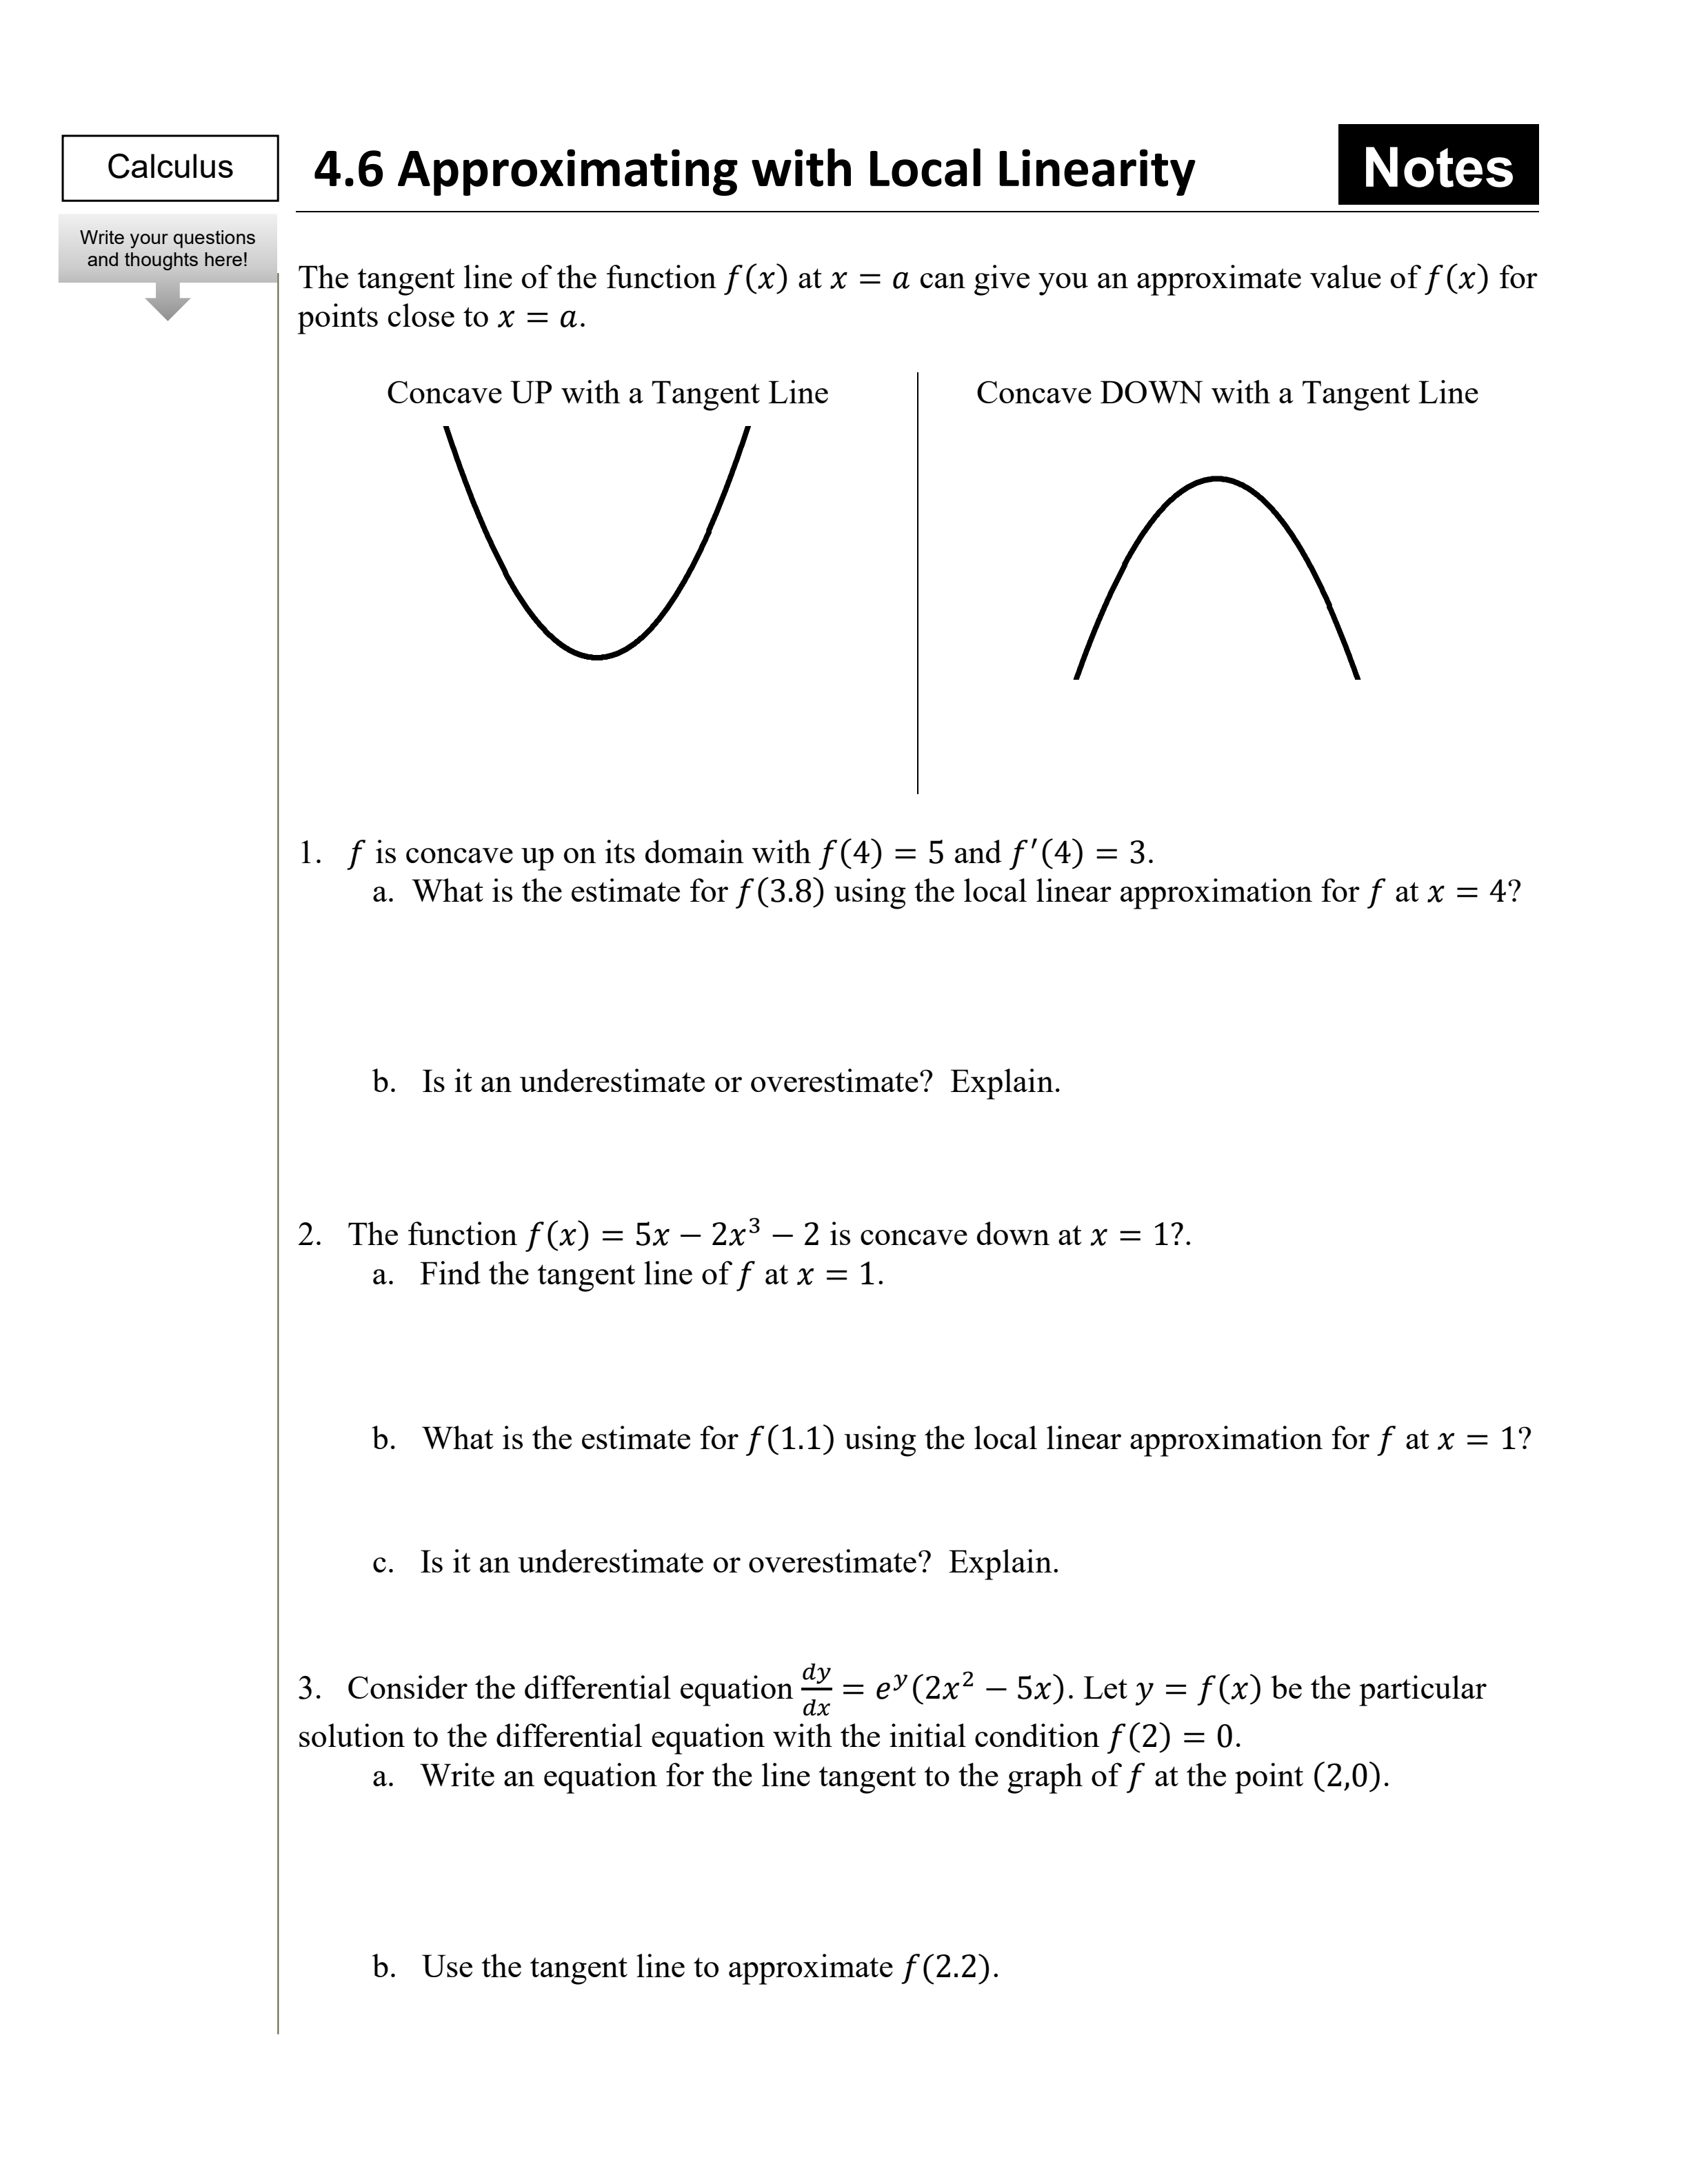 Calculus
4.6 Approximating with Local Linearity
Notes
Write your questions
and thoughts here!
The tangent line of the function f(x) at x = a can give you an approximate value of f(x) for
points close to x = a.
Concave UP with a Tangent Line
Concave DOWN with a Tangent Line
1. f is concave up on its domain with f(4) = 5 and f′(4) = 3.
a. What is the estimate for f(3.8) using the local linear approximation for f at x = 4?
b. Is it an underestimate or overestimate? Explain.
2. The function f(x) = 5x − 2x³ − 2 is concave down at x = 1?.
a. Find the tangent line of f at x = 1.
b. What is the estimate for f(1.1) using the local linear approximation for f at x = 1?
c. Is it an underestimate or overestimate? Explain.
3. Consider the differential equation dy/dx = e^y(2x² − 5x). Let y = f(x) be the particular
solution to the differential equation with the initial condition f(2) = 0.
a. Write an equation for the line tangent to the graph of f at the point (2,0).
b. Use the tangent line to approximate f(2.2).